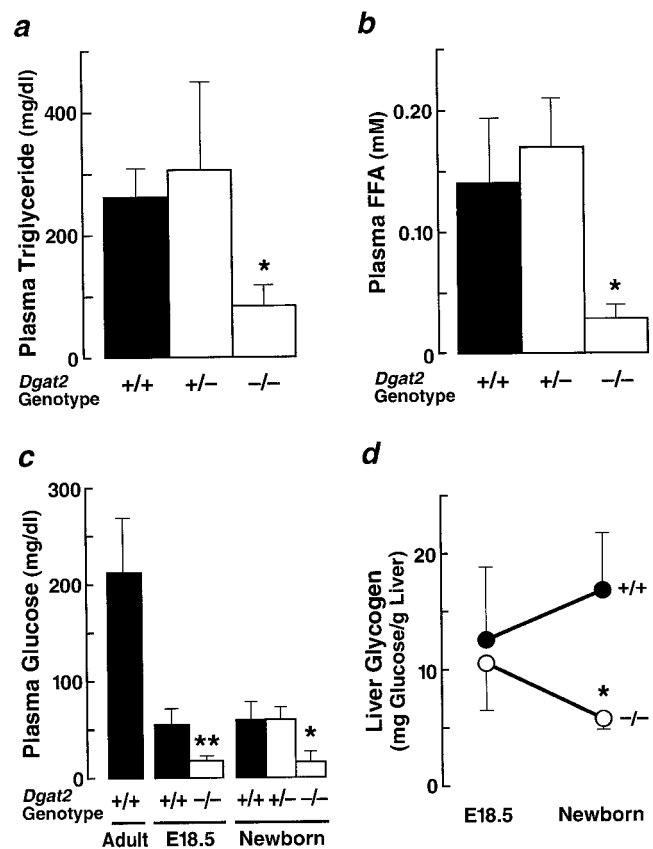 a
Plasma Triglyceride (mg/dl)
400
200
0
Dgat2
Genotype
+/+ +/− −/−
*
b
Plasma FFA (mM)
0.20
0.10
0
Dgat2
Genotype
+/+ +/− −/−
*
c
Plasma Glucose (mg/dl)
300
200
100
0
**
*
Dgat2
Genotype
+/+ +/+ −/− +/+ +/− −/−
Adult E18.5 Newborn
d
Liver Glycogen
(mg Glucose/g Liver)
20
10
0
+/+
*
−/−
E18.5 Newborn